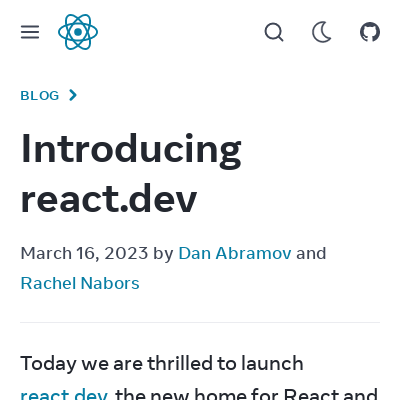 BLOG
Introducing
react.dev
March 16, 2023 by Dan Abramov and
Rachel Nabors
Today we are thrilled to launch
react.dev, the new home for React and